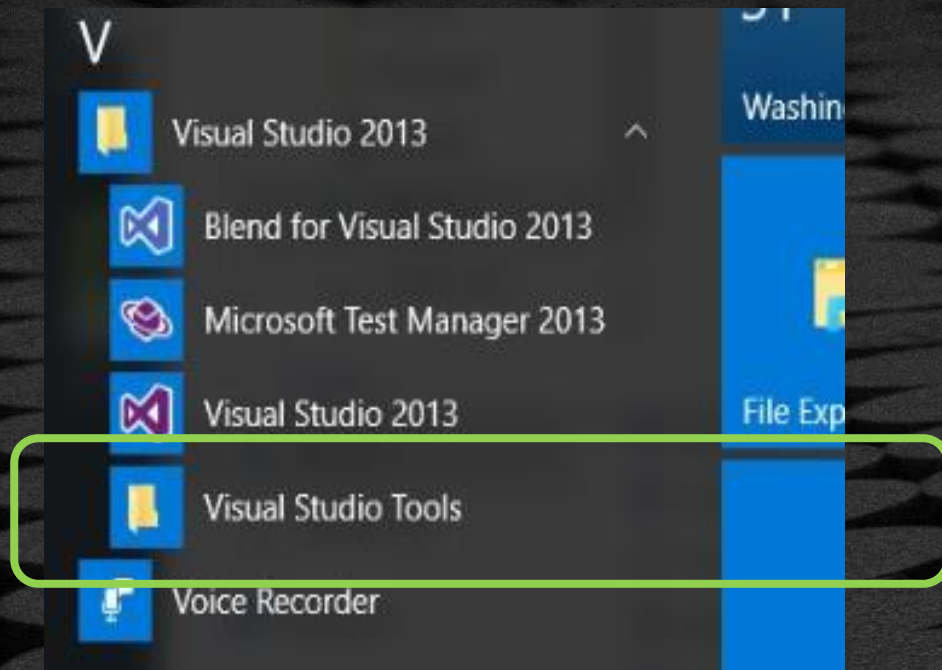 V
Visual Studio 2013
Washin
Blend for Visual Studio 2013
Microsoft Test Manager 2013
Visual Studio 2013
File Exp
Visual Studio Tools
Voice Recorder